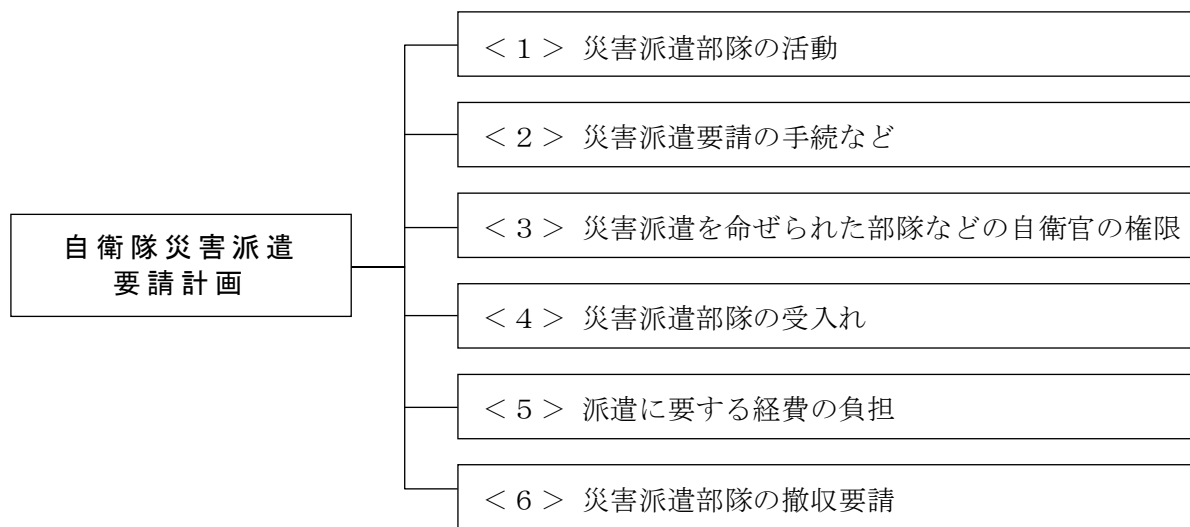 自衛隊災害派遣
要請計画
＜１＞ 災害派遣部隊の活動
＜２＞ 災害派遣要請の手続など
＜３＞ 災害派遣を命ぜられた部隊などの自衛官の権限
＜４＞ 災害派遣部隊の受入れ
＜５＞ 派遣に要する経費の負担
＜６＞ 災害派遣部隊の撤収要請